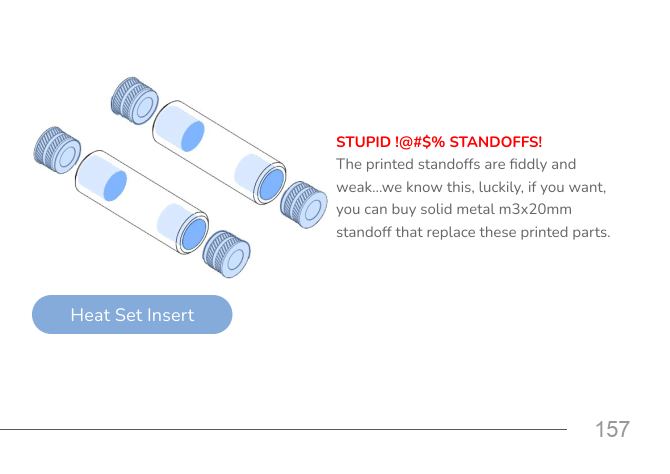 STUPID !@#$% STANDOFFS!
The printed standoffs are fiddly and
weak...we know this, luckily, if you want,
you can buy solid metal m3x20mm
standoff that replace these printed parts.
Heat Set Insert
157